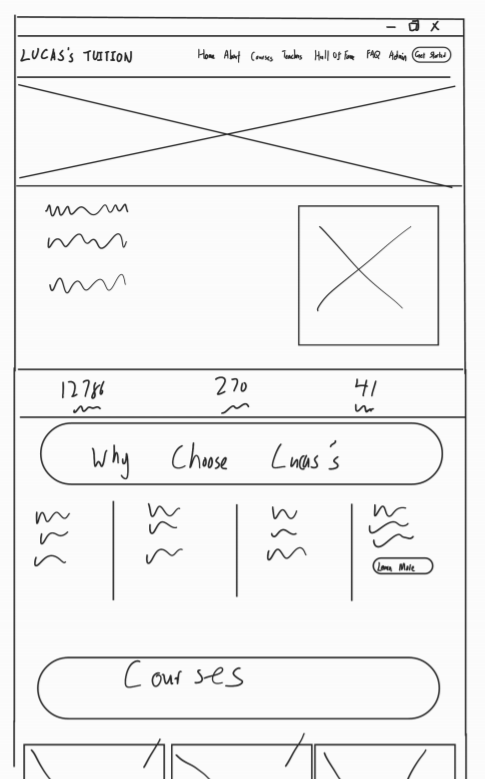 LUCAS's TUITION Home About Courses Teachers Hall Of Fame FAQ Admin Get Started
12786 270 41
Why Choose Lucas's
Learn More
Courses